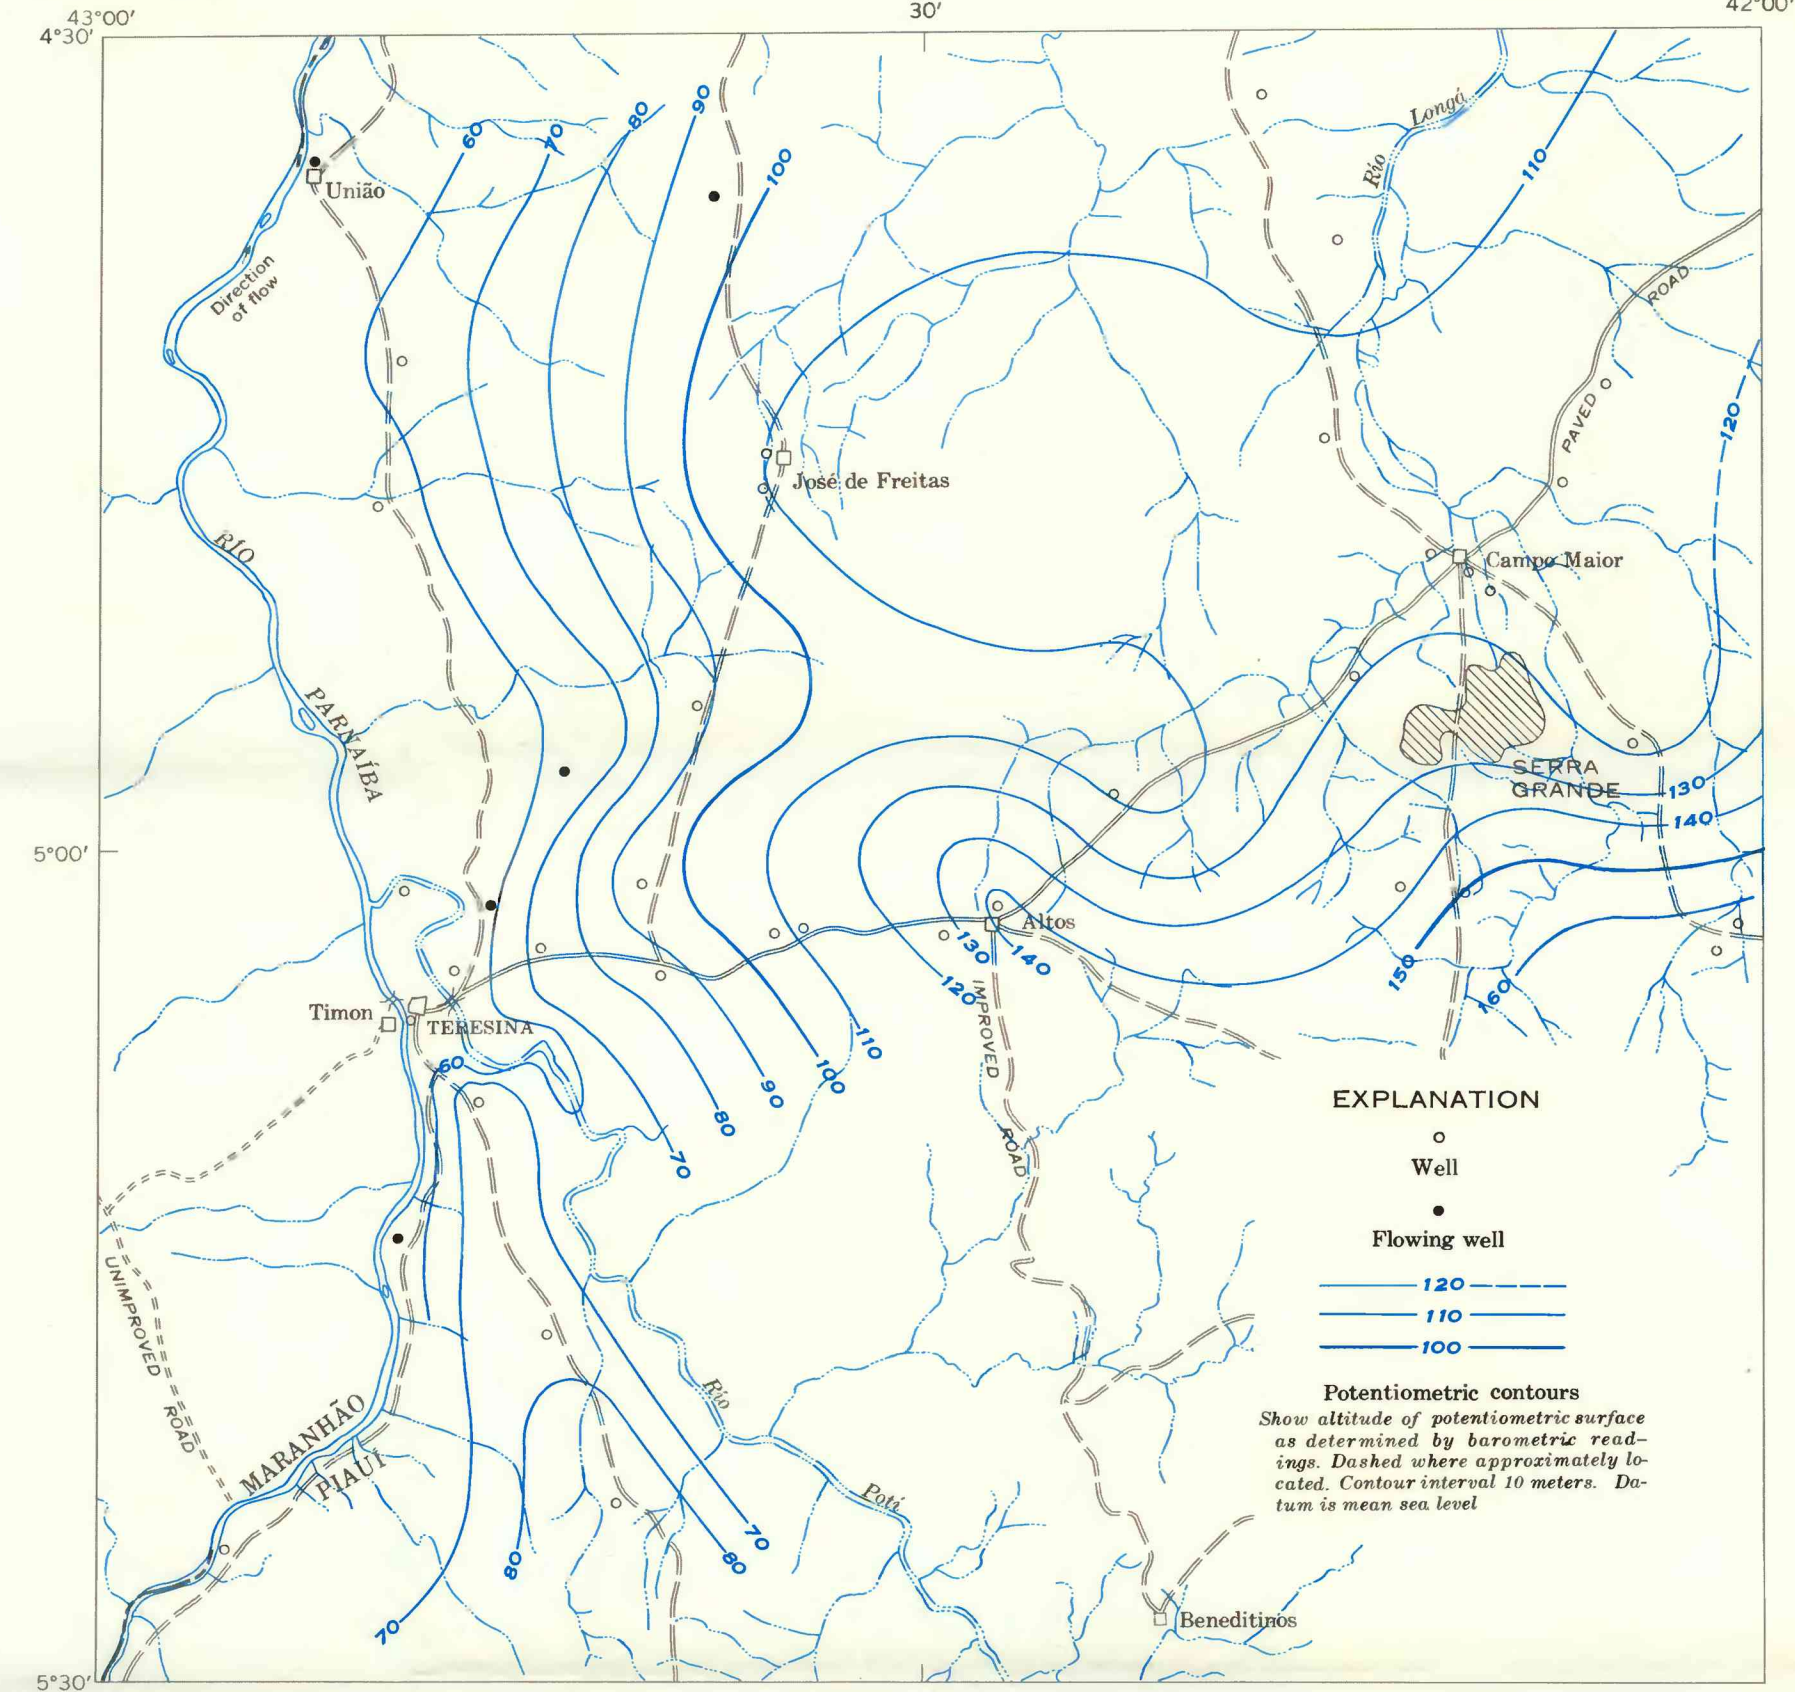 43°00′
30′
42°00′
4°30′
60
70
80
90
100
Longá
Rio
110
União
Direction
of flow
ROAD
PAVED
120
José de Freitas
Campo Maior
RÍO
PARNAÍBA
SERRA
GRANDE
130
140
5°00′
Altos
130
140
120
150
160
Timon
TERESINA
IMPROVED
ROAD
60
110
100
90
80
70
UNIMPROVED
ROAD
MARANHÃO
PIAUÍ
Rio
Potí
70
80
80
70
Beneditinos
5°30′
EXPLANATION
Well
Flowing well
120
110
100
Potentiometric contours
Show altitude of potentiometric surface
as determined by barometric read-
ings. Dashed where approximately lo-
cated. Contour interval 10 meters. Da-
tum is mean sea level